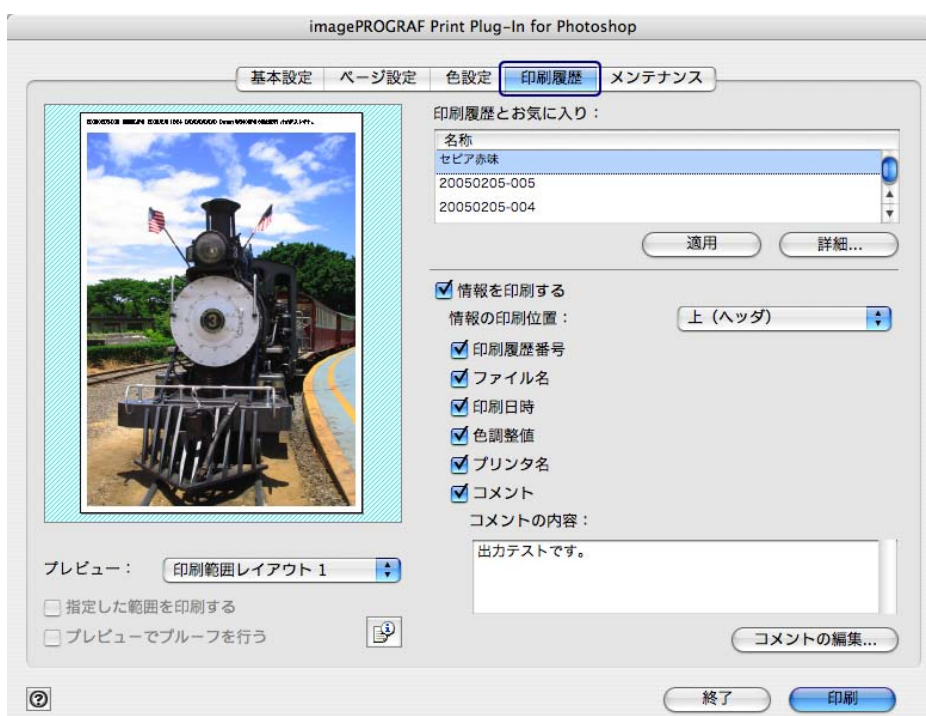 imagePROGRAF Print Plug-In for Photoshop
基本設定 ページ設定 色設定 印刷履歴 メンテナンス
印刷履歴とお気に入り：
名称
セピア赤味
20050205-005
20050205-004
適用 詳細...
情報を印刷する
情報の印刷位置： 上（ヘッダ）
印刷履歴番号
ファイル名
印刷日時
色調整値
プリンタ名
コメント
コメントの内容：
出力テストです。
コメントの編集...
3
プレビュー： 印刷範囲レイアウト 1
指定した範囲を印刷する
プレビューでプルーフを行う
終了 印刷